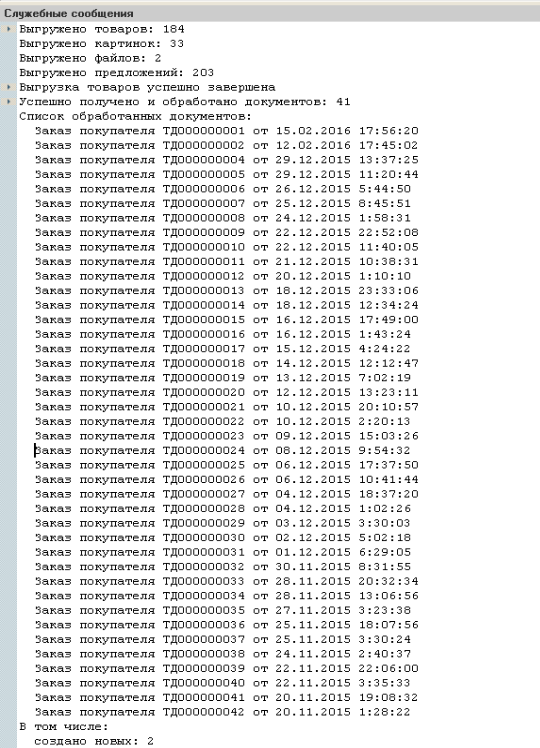 Служебные сообщения
Выгружено товаров: 184
Выгружено картинок: 33
Выгружено файлов: 2
Выгружено предложений: 203
Выгрузка товаров успешно завершена
Успешно получено и обработано документов: 41
Список обработанных документов:
Заказ покупателя ТД000000001 от 15.02.2016 17:56:20
Заказ покупателя ТД000000002 от 12.02.2016 17:45:02
Заказ покупателя ТД000000004 от 29.12.2015 13:37:25
Заказ покупателя ТД000000005 от 29.12.2015 11:20:44
Заказ покупателя ТД000000006 от 26.12.2015 5:44:50
Заказ покупателя ТД000000007 от 25.12.2015 8:45:51
Заказ покупателя ТД000000008 от 24.12.2015 1:58:31
Заказ покупателя ТД000000009 от 22.12.2015 22:52:08
Заказ покупателя ТД000000010 от 22.12.2015 11:40:05
Заказ покупателя ТД000000011 от 21.12.2015 10:38:31
Заказ покупателя ТД000000012 от 20.12.2015 1:10:10
Заказ покупателя ТД000000013 от 18.12.2015 23:33:06
Заказ покупателя ТД000000014 от 18.12.2015 12:34:24
Заказ покупателя ТД000000015 от 16.12.2015 17:49:00
Заказ покупателя ТД000000016 от 16.12.2015 1:43:24
Заказ покупателя ТД000000017 от 15.12.2015 4:24:22
Заказ покупателя ТД000000018 от 14.12.2015 12:12:47
Заказ покупателя ТД000000019 от 13.12.2015 7:02:19
Заказ покупателя ТД000000020 от 12.12.2015 13:23:11
Заказ покупателя ТД000000021 от 10.12.2015 20:10:57
Заказ покупателя ТД000000022 от 10.12.2015 2:20:13
Заказ покупателя ТД000000023 от 09.12.2015 15:03:26
Заказ покупателя ТД000000024 от 08.12.2015 9:54:32
Заказ покупателя ТД000000025 от 06.12.2015 17:37:50
Заказ покупателя ТД000000026 от 06.12.2015 10:41:44
Заказ покупателя ТД000000027 от 04.12.2015 18:37:20
Заказ покупателя ТД000000028 от 04.12.2015 1:02:26
Заказ покупателя ТД000000029 от 03.12.2015 3:30:03
Заказ покупателя ТД000000030 от 02.12.2015 5:02:18
Заказ покупателя ТД000000031 от 01.12.2015 6:29:05
Заказ покупателя ТД000000032 от 30.11.2015 8:31:55
Заказ покупателя ТД000000033 от 28.11.2015 20:32:34
Заказ покупателя ТД000000034 от 28.11.2015 13:06:56
Заказ покупателя ТД000000035 от 27.11.2015 3:23:38
Заказ покупателя ТД000000036 от 25.11.2015 18:07:56
Заказ покупателя ТД000000037 от 25.11.2015 3:30:24
Заказ покупателя ТД000000038 от 24.11.2015 2:40:37
Заказ покупателя ТД000000039 от 22.11.2015 22:06:00
Заказ покупателя ТД000000040 от 22.11.2015 3:35:33
Заказ покупателя ТД000000041 от 20.11.2015 19:08:32
Заказ покупателя ТД000000042 от 20.11.2015 1:28:22
В том числе:
создано новых: 2